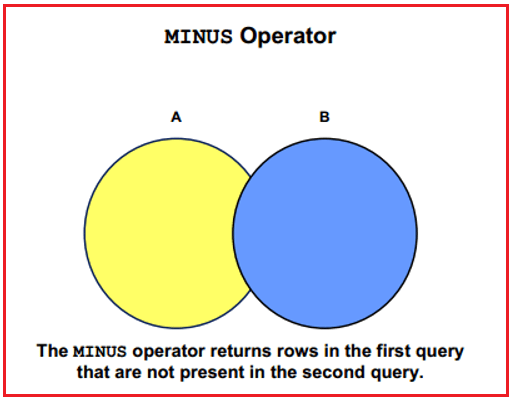 MINUS Operator
A
B
The MINUS operator returns rows in the first query
that are not present in the second query.